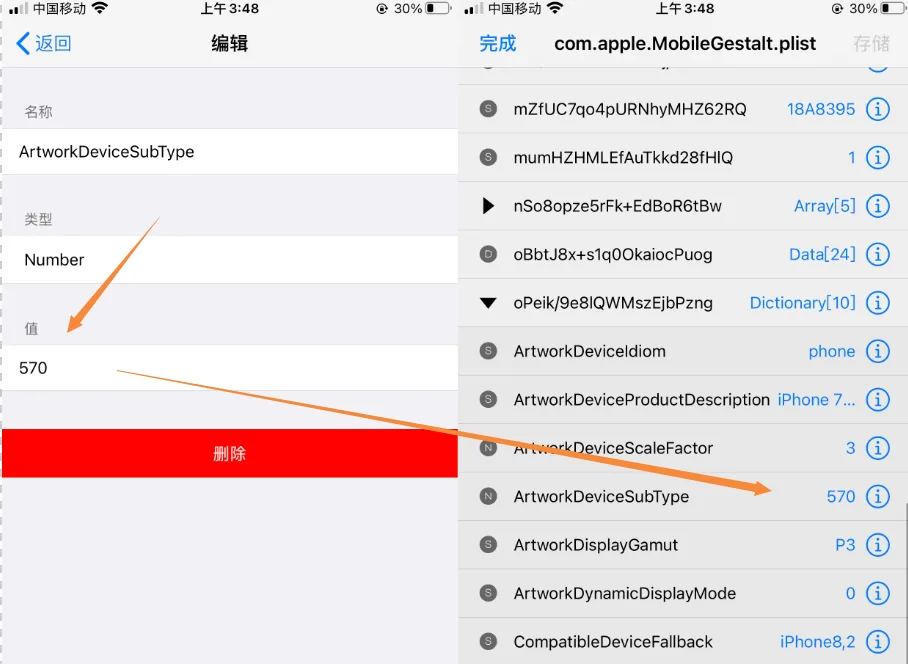 中国移动 上午3:48 30%
返回 编辑
名称
ArtworkDeviceSubType
类型
Number
值
570
删除
中国移动 上午3:48 30%
完成 com.apple.MobileGestalt.plist 存储
S mZfUC7qo4pURNhyMHZ62RQ 18A8395
S mumHZHMLEfAuTkkd28fHlQ 1
nSo8opze5rFk+EdBoR6tBw Array[5]
D oBbtJ8x+s1q0OkaiocPuog Data[24]
oPeik/9e8lQWMszEjbPzng Dictionary[10]
S ArtworkDeviceIdiom phone
S ArtworkDeviceProductDescription iPhone 7...
N ArtworkDeviceScaleFactor 3
N ArtworkDeviceSubType 570
S ArtworkDisplayGamut P3
S ArtworkDynamicDisplayMode 0
S CompatibleDeviceFallback iPhone8,2